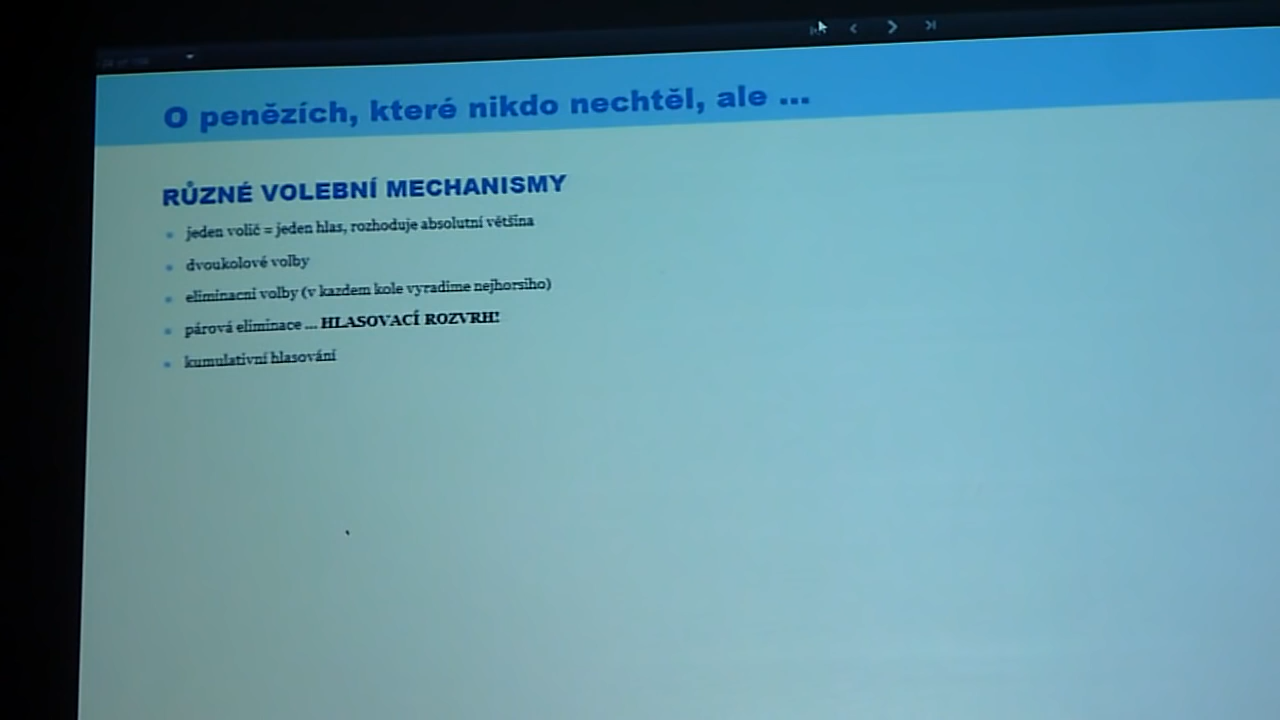 O penězích, které nikdo nechtěl, ale ...
RŮZNÉ VOLEBNÍ MECHANISMY
jeden volič = jeden hlas, rozhoduje absolutní většina
dvoukolové volby
eliminacni volby (v kazdem kole vyradime nejhorsiho)
párová eliminace ... HLASOVACÍ ROZVRH!
kumulativní hlasování